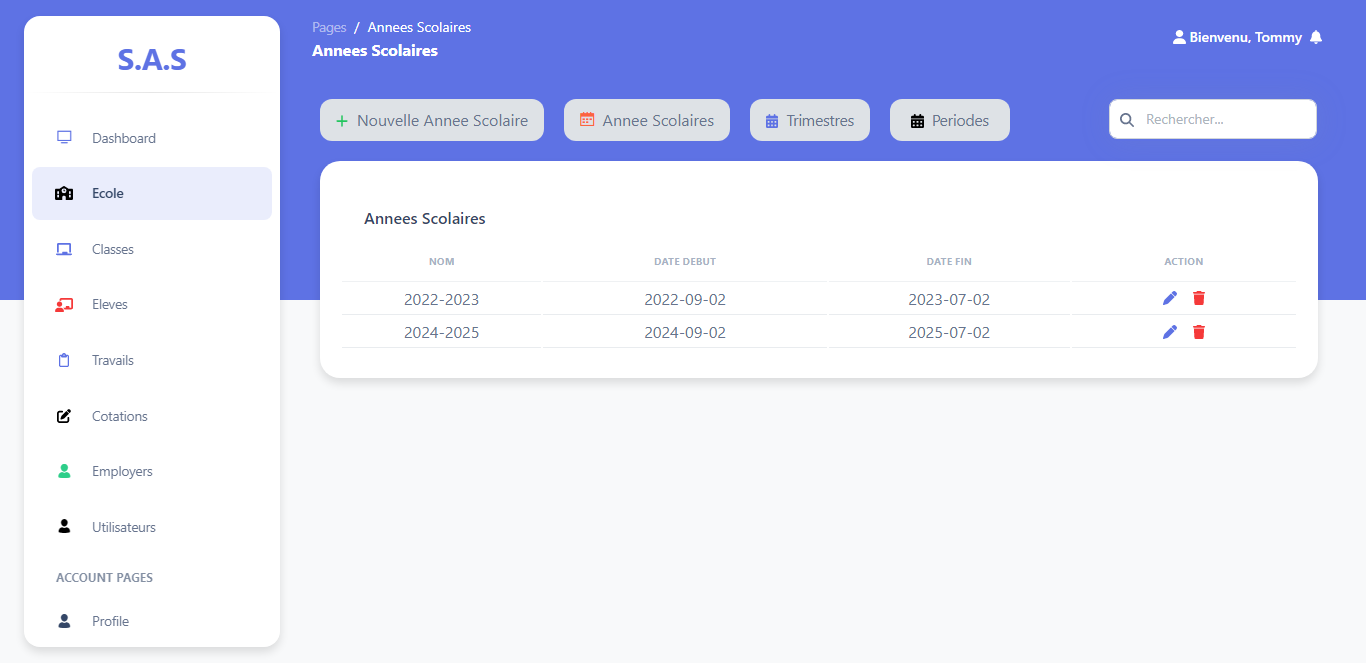 S.A.S
Dashboard
Ecole
Classes
Eleves
Travails
Cotations
Employers
Utilisateurs
ACCOUNT PAGES
Profile
Pages / Annees Scolaires
Annees Scolaires
Bienvenu, Tommy
+ Nouvelle Annee Scolaire
Annee Scolaires
Trimestres
Periodes
Rechercher...
Annees Scolaires
NOM DATE DEBUT DATE FIN ACTION
2022-2023 2022-09-02 2023-07-02
2024-2025 2024-09-02 2025-07-02